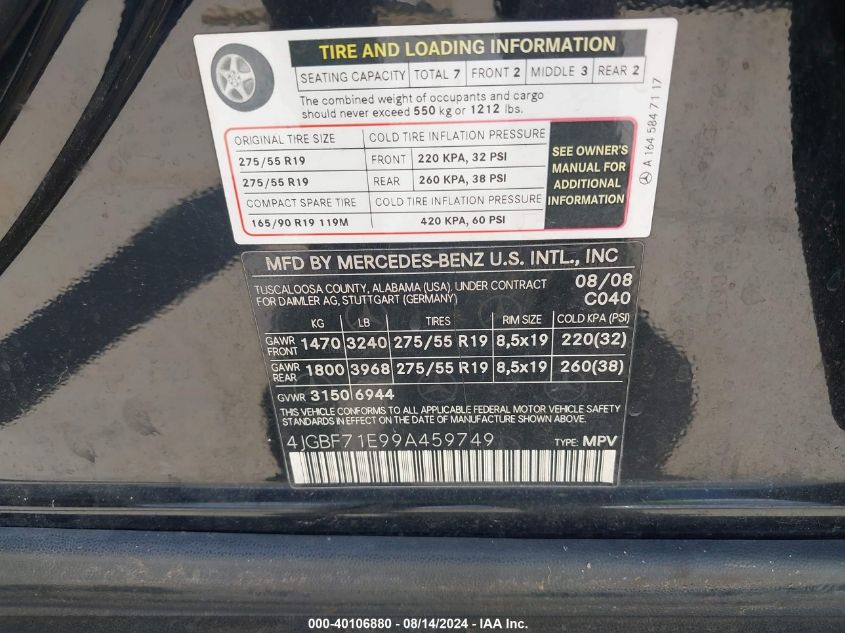 TIRE AND LOADING INFORMATION
SEATING CAPACITY TOTAL 7 FRONT 2 MIDDLE 3 REAR 2
The combined weight of occupants and cargo
should never exceed 550 kg or 1212 lbs.
ORIGINAL TIRE SIZE COLD TIRE INFLATION PRESSURE
275/55 R19 FRONT 220 KPA, 32 PSI
275/55 R19 REAR 260 KPA, 38 PSI
COMPACT SPARE TIRE COLD TIRE INFLATION PRESSURE
165/90 R19 119M 420 KPA, 60 PSI
SEE OWNER'S
MANUAL FOR
ADDITIONAL
INFORMATION
A 164 584 71 17
MFD BY MERCEDES-BENZ U.S. INTL., INC
TUSCALOOSA COUNTY, ALABAMA (USA), UNDER CONTRACT 08/08
FOR DAIMLER AG, STUTTGART (GERMANY) C040
KG LB TIRES RIM SIZE COLD KPA (PSI)
GAWR FRONT 1470 3240 275/55 R19 8,5x19 220(32)
GAWR REAR 1800 3968 275/55 R19 8,5x19 260(38)
GVWR 3150 6944
THIS VEHICLE CONFORMS TO ALL APPLICABLE FEDERAL MOTOR VEHICLE SAFETY
STANDARDS IN EFFECT ON THE DATE OF MANUFACTURE SHOWN ABOVE.
4JGBF71E99A459749 TYPE: MPV
000-40106880 - 08/14/2024 - IAA Inc.